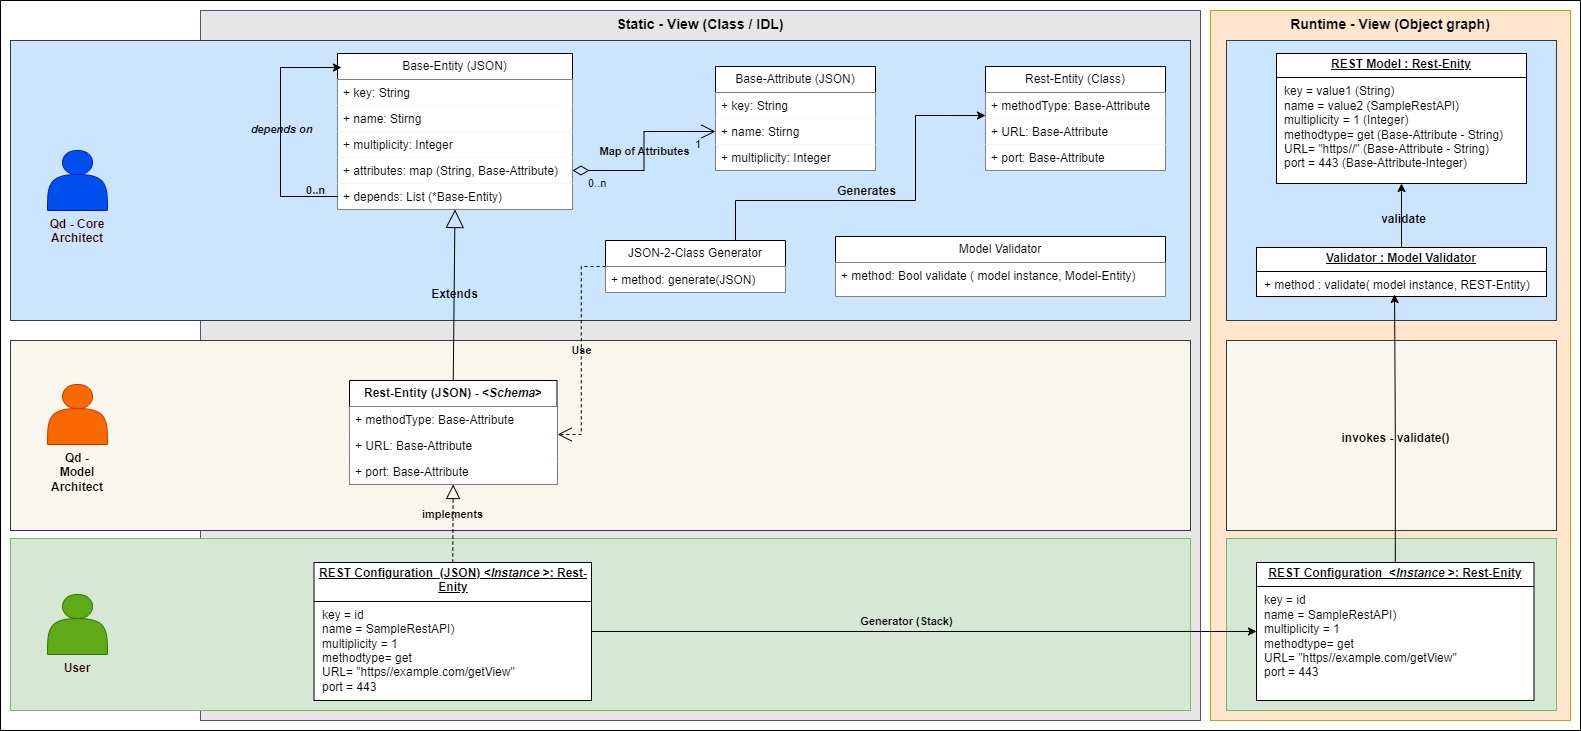 Static - View (Class / IDL)
Runtime - View (Object graph)
Qd - Core
Architect
Base-Entity (JSON)
+ key: String
+ name: Stirng
+ multiplicity: Integer
+ attributes: map (String, Base-Attribute)
+ depends: List (*Base-Entity)
depends on
0..n
Map of Attributes
1
0..n
Base-Attribute (JSON)
+ key: String
+ name: Stirng
+ multiplicity: Integer
Rest-Entity (Class)
+ methodType: Base-Attribute
+ URL: Base-Attribute
+ port: Base-Attribute
Generates
JSON-2-Class Generator
+ method: generate(JSON)
Model Validator
+ method: Bool validate ( model instance, Model-Entity)
Extends
Use
REST Model : Rest-Enity
key = value1 (String)
name = value2 (SampleRestAPI)
multiplicity = 1 (Integer)
methodtype= get (Base-Attribute - String)
URL= "https//" (Base-Attribute - String)
port = 443 (Base-Attribute-Integer)
validate
Validator : Model Validator
+ method : validate( model instance, REST-Entity)
Qd -
Model
Architect
Rest-Entity (JSON) - <Schema>
+ methodType: Base-Attribute
+ URL: Base-Attribute
+ port: Base-Attribute
implements
invokes - validate()
User
REST Configuration  (JSON) <Instance >: Rest-
Enity
key = id
name = SampleRestAPI)
multiplicity = 1
methodtype= get
URL= "https//example.com/getView"
port = 443
Generator (Stack)
REST Configuration  <Instance >: Rest-Enity
key = id
name = SampleRestAPI)
multiplicity = 1
methodtype= get
URL= "https//example.com/getView"
port = 443